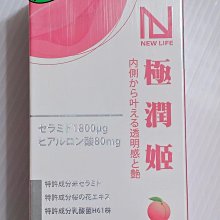 NEW LIFE
極潤姫
内側から叶える透明感と艶
セラミド1800μg
ヒアルロン酸80mg
特許成分米セラミド
特許成分桜の花エキス
特許成分乳酸菌H61株